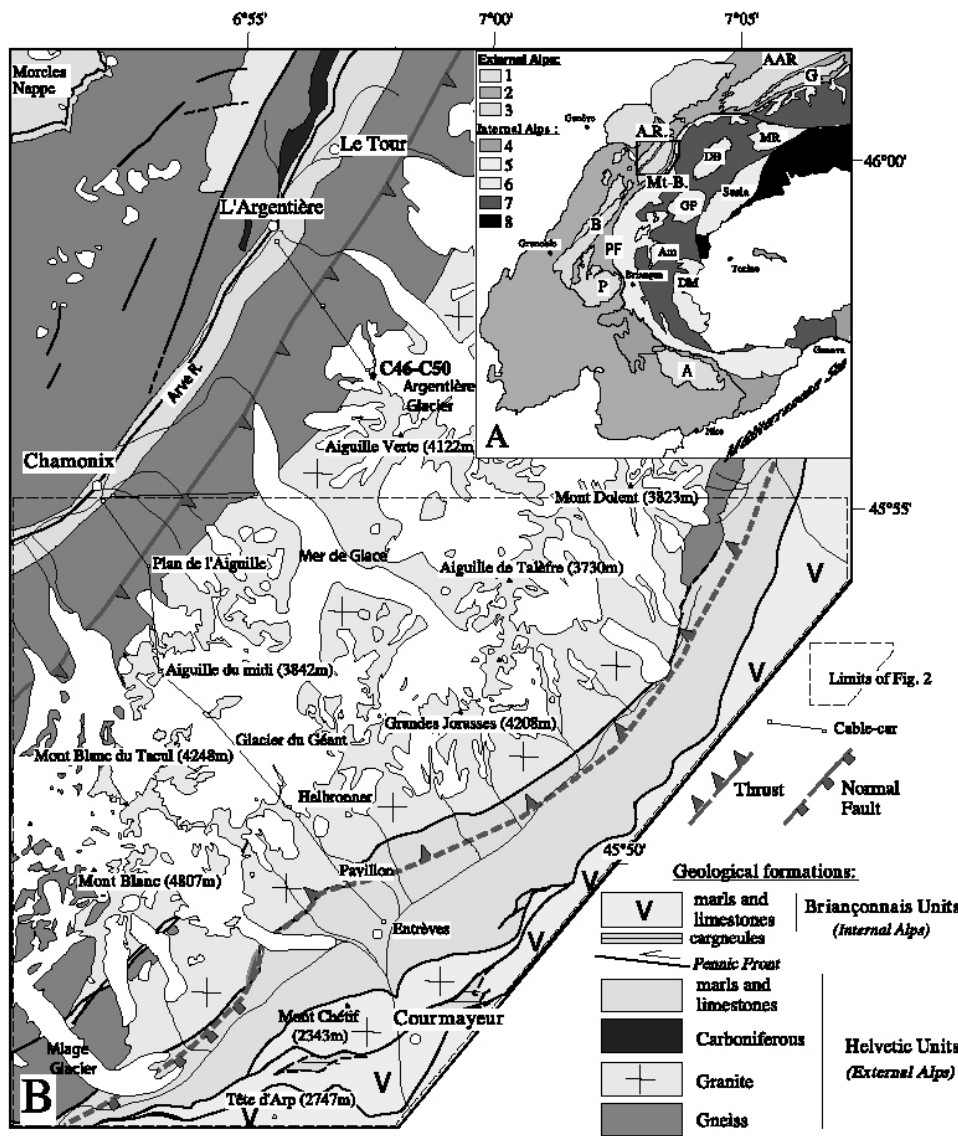 6°55' 7°00' 7°05'
Morcles
Nappe
Le Tour
L'Argentière
Arve R.
C46-C50
Argentière
Glacier
Aiguille Verte (4122m
Chamonix
Mont Dolent (3823m)
Plan de l'Aiguille
Mer de Glace
Aiguille de Talèfre (3730m)
Aiguille du midi (3842m)
Grandes Jorasses (4208m)
Glacier du Géant
Mont Blanc du Tacul (4248m)
Helbronner
Pavillon
Mont Blanc (4807m)
Entrèves
Mont Chétif
(2343m)
Courmayeur
Miage
Glacier
Tête d'Arp (2747m)
B
V
V
V
V
V
V
External Alps:
1
2
3
Internal Alps :
4
5
6
7
8
AAR
G
Genève
A.R.
MR
DB
Mt-B.
Sesia
GP
B
Grenoble
PF
Am
Torino
Briançon
P
DM
Genova
A
Nice
Mediterranean Sea
A
46°00'
45°55'
45°50'
Limits of Fig. 2
Cable-car
Thrust
Normal
Fault
Geological formations:
V
marls and
limestones
Briançonnais Units
(Internal Alps)
cargneules
Pennic Front
marls and
limestones
Carboniferous
Helvetic Units
(External Alps)
Granite
Gneiss